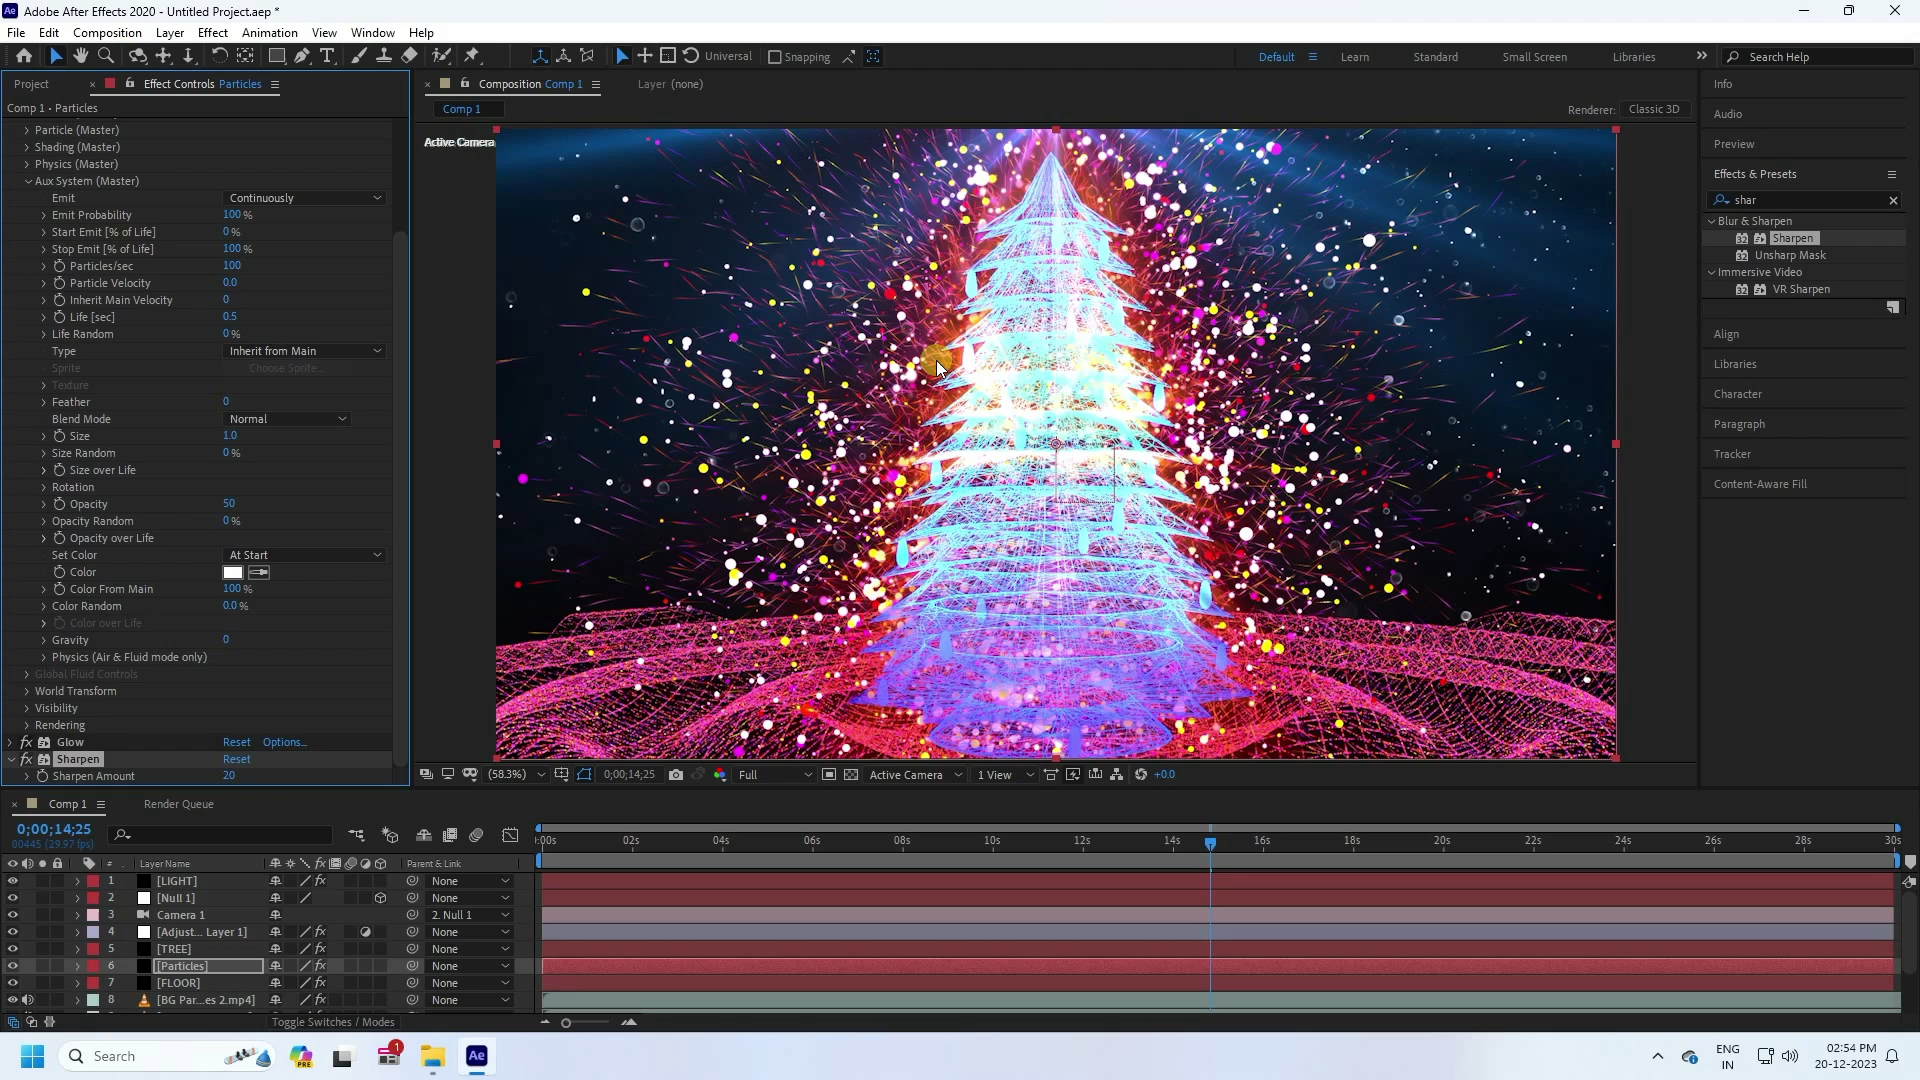 Ae Adobe After Effects 2020 - Untitled Project.aep *
File Edit Composition Layer Effect Animation View Window Help
Universal Snapping Default Learn Standard Small Screen Libraries Search Help
Project Effect Controls Particles
Comp 1 • Particles
Particle (Master)
Shading (Master)
Physics (Master)
Aux System (Master)
Emit Continuously
Emit Probability 100 %
Start Emit [% of Life] 0 %
Stop Emit [% of Life] 100 %
Particles/sec 100
Particle Velocity 0.0
Inherit Main Velocity 0
Life [sec] 0.5
Life Random 0 %
Type Inherit from Main
Sprite Choose Sprite...
Texture
Feather 0
Blend Mode Normal
Size 1.0
Size Random 0 %
Size over Life
Rotation
Opacity 50
Opacity Random 0 %
Opacity over Life
Set Color At Start
Color
Color From Main 100 %
Color Random 0.0 %
Color over Life
Gravity 0
Physics (Air & Fluid mode only)
Global Fluid Controls
World Transform
Visibility
Rendering
fx Glow Reset Options...
fx Sharpen Reset
Sharpen Amount 20
Composition Comp 1 Layer (none)
Comp 1 Renderer: Classic 3D
Active Camera
(58.3%) 0;00;14;25 Full Active Camera 1 View +0.0
Info
Audio
Preview
Effects & Presets
shar
Blur & Sharpen
Sharpen
Unsharp Mask
Immersive Video
VR Sharpen
Align
Libraries
Character
Paragraph
Tracker
Content-Aware Fill
Comp 1 Render Queue
0;00;14;25
00445 (29.97 fps)
:00s 02s 04s 06s 08s 10s 12s 14s 16s 18s 20s 22s 24s 26s 28s 30s
# Layer Name fx Parent & Link
1 [LIGHT] fx None
2 [Null 1] None
3 Camera 1 2. Null 1
4 [Adjust... Layer 1] fx None
5 [TREE] fx None
6 [Particles] fx None
7 [FLOOR] fx None
8 [BG Par...es 2.mp4] fx None
Toggle Switches / Modes
Search PRE 1 Ae
ENG
IN
02:54 PM
20-12-2023